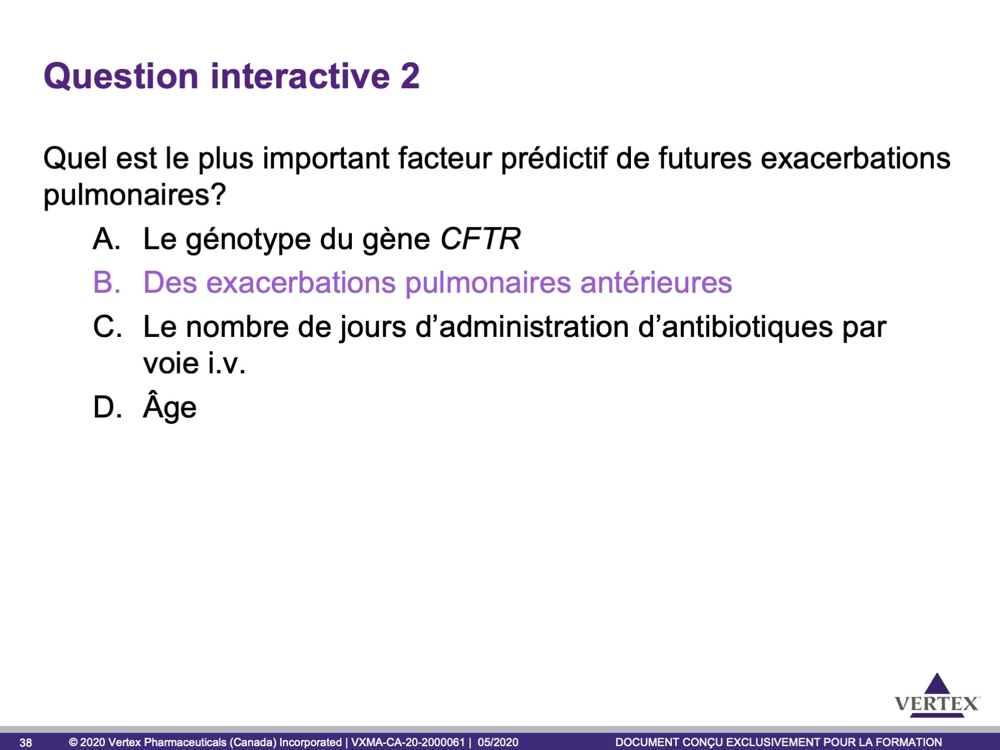 Question interactive 2
Quel est le plus important facteur prédictif de futures exacerbations
pulmonaires?
A. Le génotype du gène CFTR
B. Des exacerbations pulmonaires antérieures
C. Le nombre de jours d’administration d’antibiotiques par
voie i.v.
D. Âge
VERTEX
38 © 2020 Vertex Pharmaceuticals (Canada) Incorporated | VXMA-CA-20-2000061 | 05/2020 DOCUMENT CONÇU EXCLUSIVEMENT POUR LA FORMATION